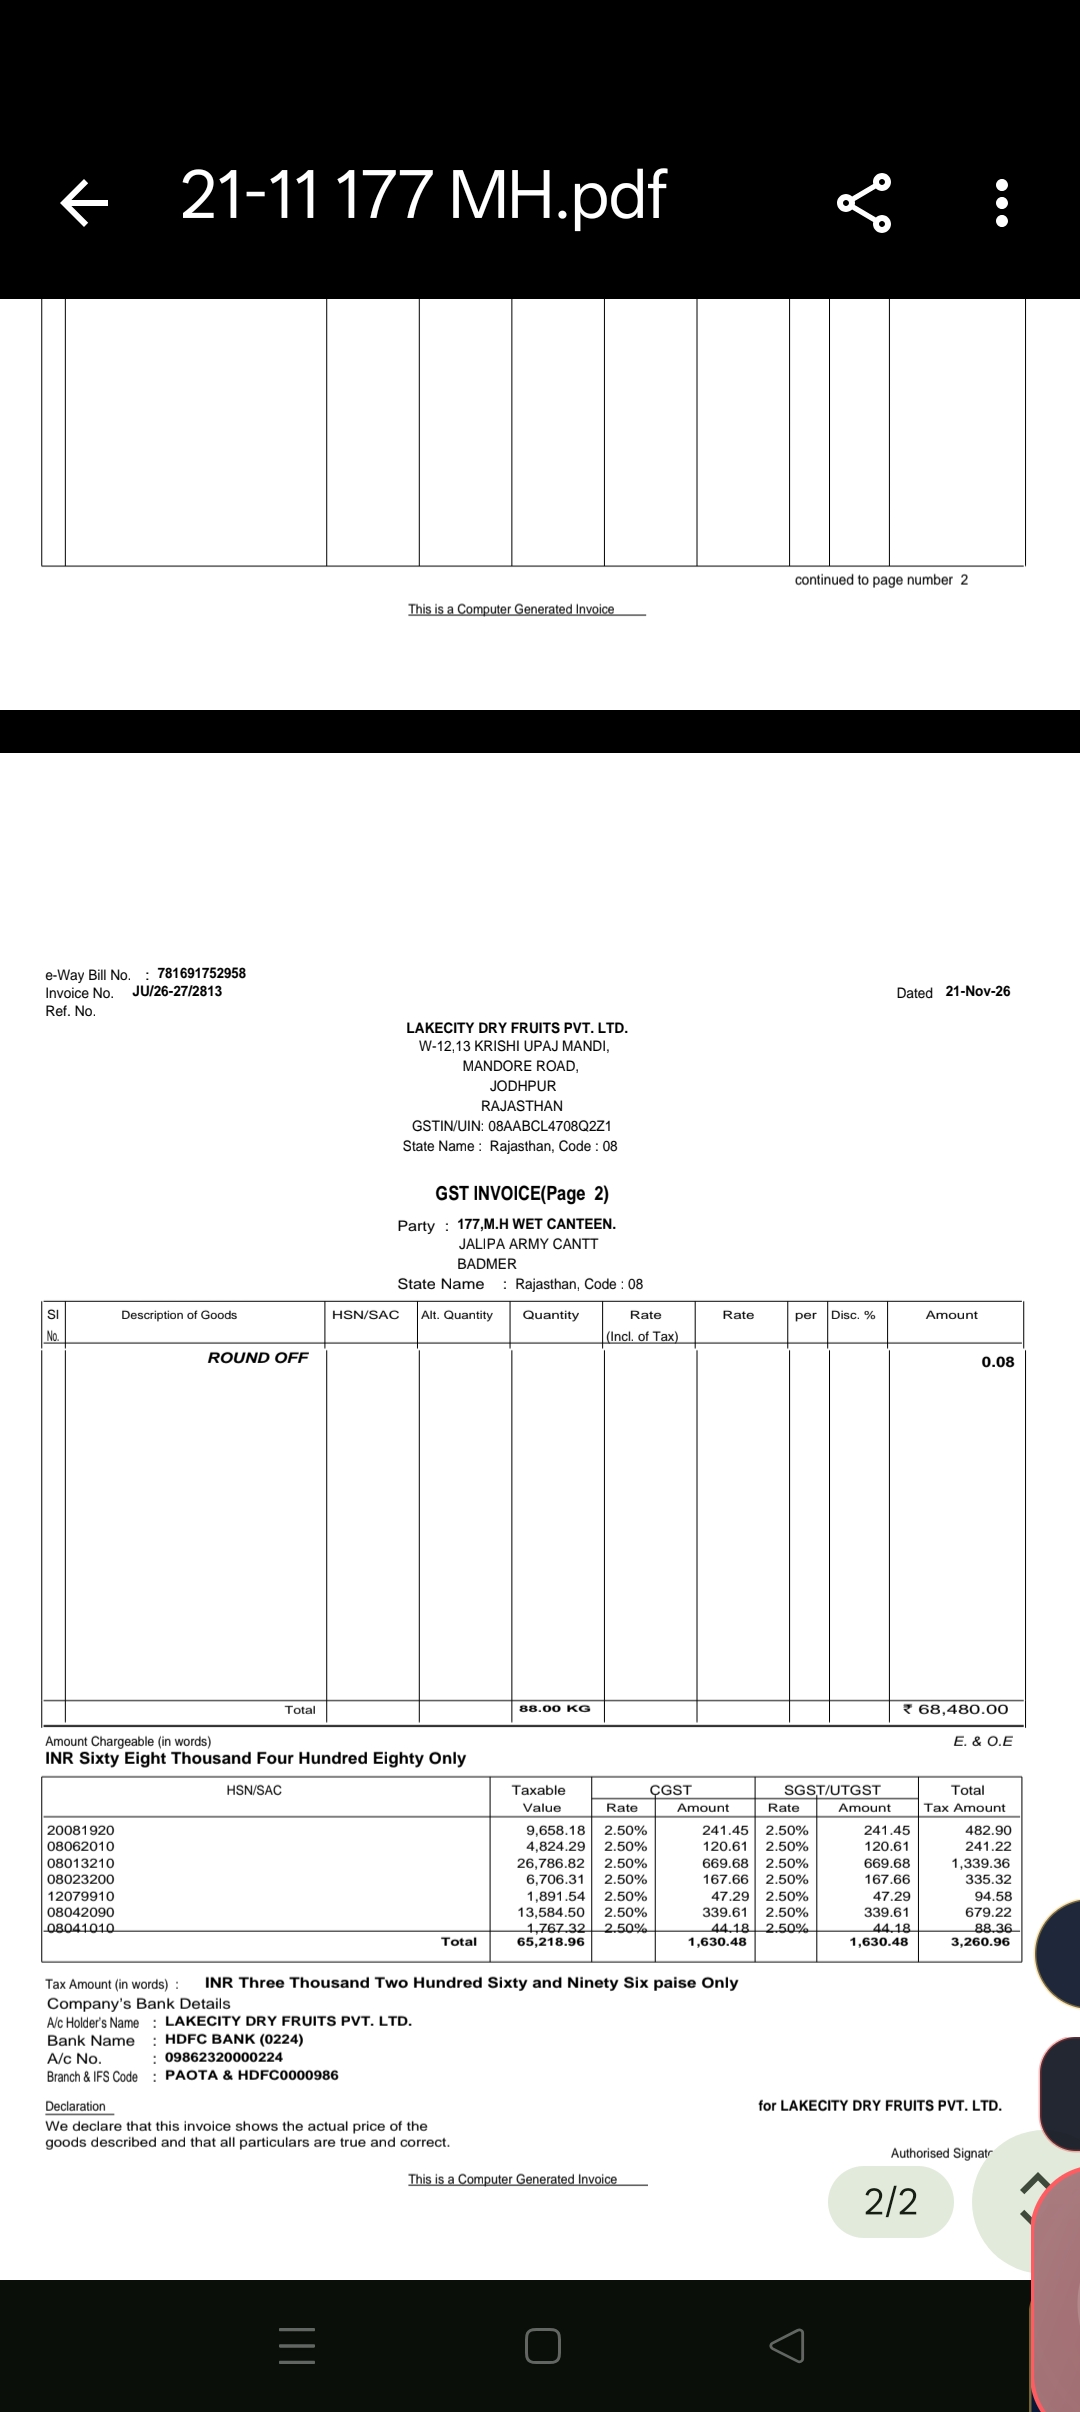 21-11 177 MH.pdf
continued to page number 2
This is a Computer Generated Invoice
e-Way Bill No. : 781691752958
Invoice No. JU/26-27/2813
Dated 21-Nov-26
Ref. No.
LAKECITY DRY FRUITS PVT. LTD.
W-12,13 KRISHI UPAJ MANDI,
MANDORE ROAD,
JODHPUR
RAJASTHAN
GSTIN/UIN: 08AABCL4708Q2Z1
State Name : Rajasthan, Code : 08
GST INVOICE(Page 2)
Party : 177,M.H WET CANTEEN.
JALIPA ARMY CANTT
BADMER
State Name : Rajasthan, Code : 08
Sl Description of Goods HSN/SAC Alt. Quantity Quantity Rate Rate per Disc. % Amount
No. (Incl. of Tax)
ROUND OFF 0.08
Total 88.00 KG ₹ 68,480.00
Amount Chargeable (in words) E. & O.E
INR Sixty Eight Thousand Four Hundred Eighty Only
HSN/SAC Taxable CGST SGST/UTGST Total
Value Rate Amount Rate Amount Tax Amount
20081920 9,658.18 2.50% 241.45 2.50% 241.45 482.90
08062010 4,824.29 2.50% 120.61 2.50% 120.61 241.22
08013210 26,786.82 2.50% 669.68 2.50% 669.68 1,339.36
08023200 6,706.31 2.50% 167.66 2.50% 167.66 335.32
12079910 1,891.54 2.50% 47.29 2.50% 47.29 94.58
08042090 13,584.50 2.50% 339.61 2.50% 339.61 679.22
08041010 1,767.32 2.50% 44.18 2.50% 44.18 88.36
Total 65,218.96 1,630.48 1,630.48 3,260.96
Tax Amount (in words) : INR Three Thousand Two Hundred Sixty and Ninety Six paise Only
Company's Bank Details
A/c Holder's Name : LAKECITY DRY FRUITS PVT. LTD.
Bank Name : HDFC BANK (0224)
A/c No. : 09862320000224
Branch & IFS Code : PAOTA & HDFC0000986
Declaration
for LAKECITY DRY FRUITS PVT. LTD.
We declare that this invoice shows the actual price of the
goods described and that all particulars are true and correct.
Authorised Signato
This is a Computer Generated Invoice
2/2